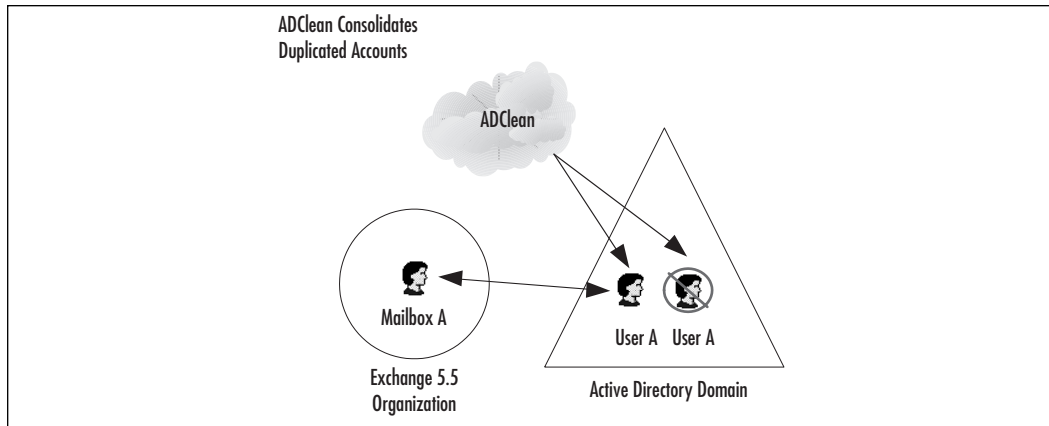 ADClean Consolidates
Duplicated Accounts
ADClean
Mailbox A
User A
User A
Exchange 5.5
Organization
Active Directory Domain